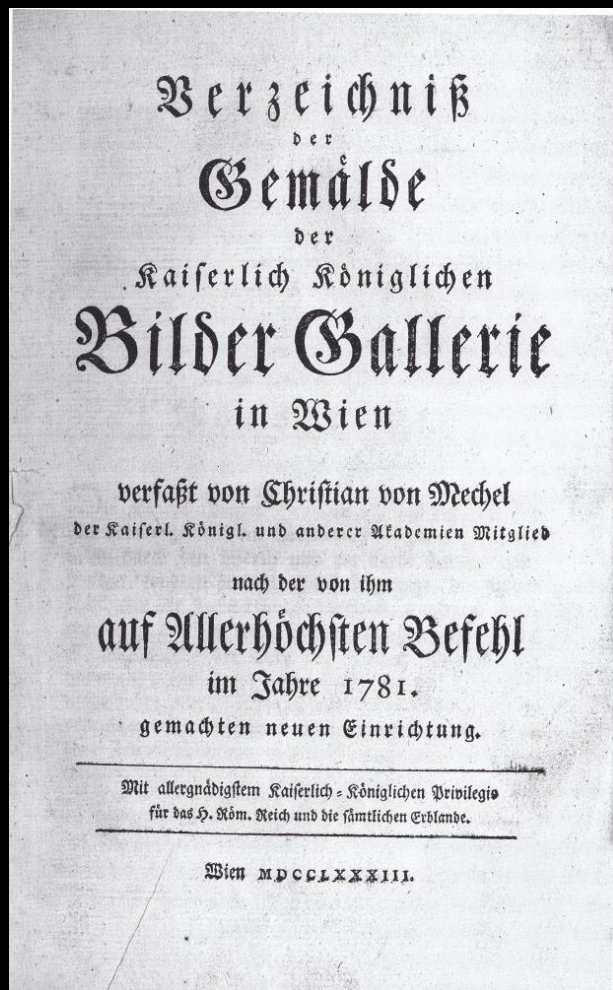 Verzeichniß
der
Gemälde
der
Kaiserlich Königlichen
Bilder Gallerie
in Wien
verfaßt von Christian von Mechel
der Kaiserl. Königl. und anderer Akademien Mitglied
nach der von ihm
auf Allerhöchsten Befehl
im Jahre 1781.
gemachten neuen Einrichtung.
Mit allergnädigstem Kaiserlich-Königlichen Privilegio
für das H. Röm. Reich und die sämtlichen Erblande.
Wien MDCCLXXXIII.